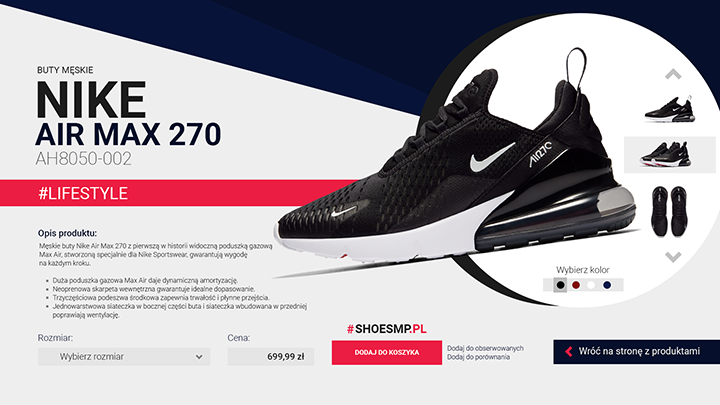 BUTY MĘSKIE
NIKE
AIR MAX 270
AH8050-002
#LIFESTYLE
AIR270
Opis produktu:
Męskie buty Nike Air Max 270 z pierwszą w historii widoczną poduszką gazową
Max Air, stworzoną specjalnie dla Nike Sportswear, gwarantują wygodę
na każdym kroku.
Duża poduszka gazowa Max Air daje dynamiczną amortyzację.
Neoprenowa skarpeta wewnętrzna gwarantuje idealne dopasowanie.
Trzyczęściowa podeszwa środkowa zapewnia trwałość i płynne przejścia.
Jednowarstwowa siateczka w bocznej części buta i siateczka wbudowana w przedniej
poprawiają wentylację.
Wybierz kolor
Rozmiar:
Wybierz rozmiar
Cena:
699,99 zł
#SHOESMP.PL
DODAJ DO KOSZYKA
Dodaj do obserwowanych
Dodaj do porównania
Wróć na stronę z produktami